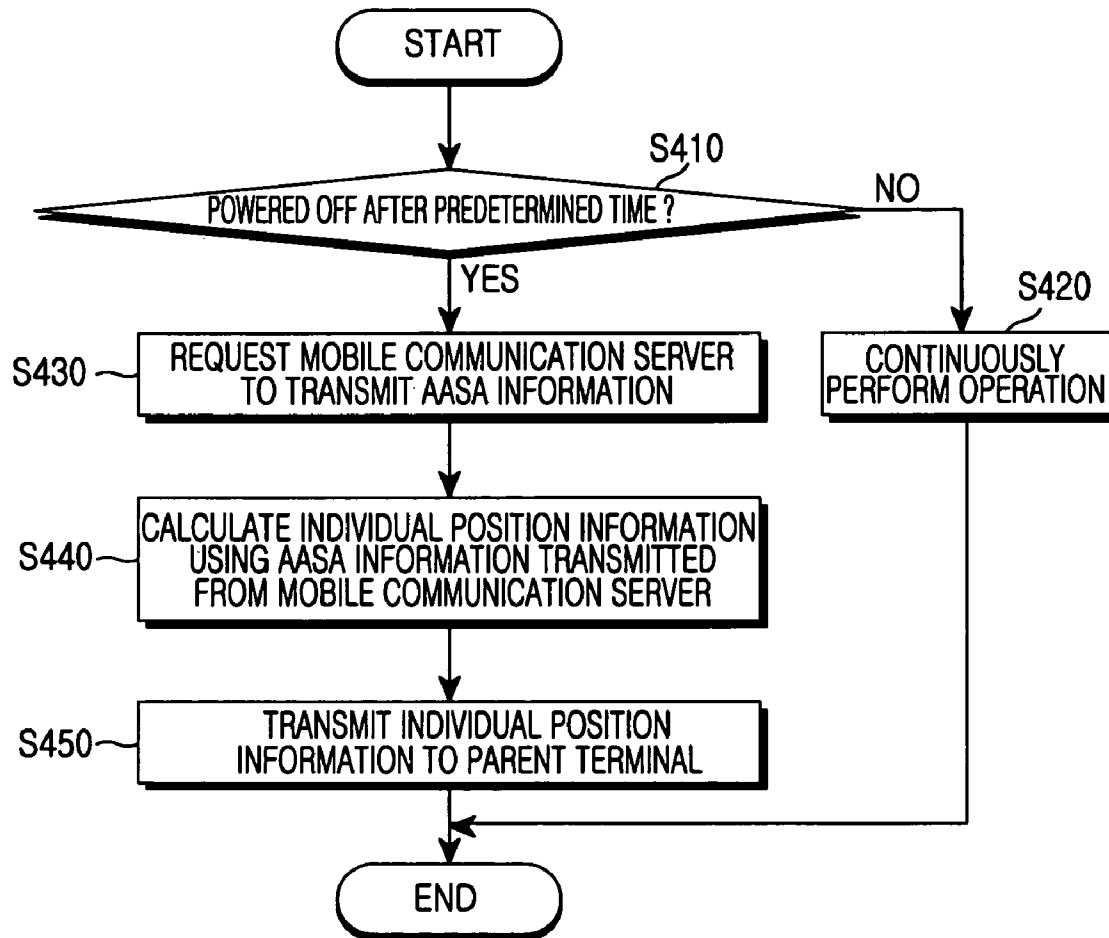 START
S410
POWERED OFF AFTER PREDETERMINED TIME ?
NO
YES
S420
S430
REQUEST MOBILE COMMUNICATION SERVER
TO TRANSMIT AASA INFORMATION
CONTINUOUSLY
PERFORM OPERATION
S440
CALCULATE INDIVIDUAL POSITION INFORMATION
USING AASA INFORMATION TRANSMITTED
FROM MOBILE COMMUNICATION SERVER
S450
TRANSMIT INDIVIDUAL POSITION
INFORMATION TO PARENT TERMINAL
END